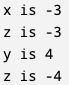 x is -3
z is -3
y is 4
z is -4